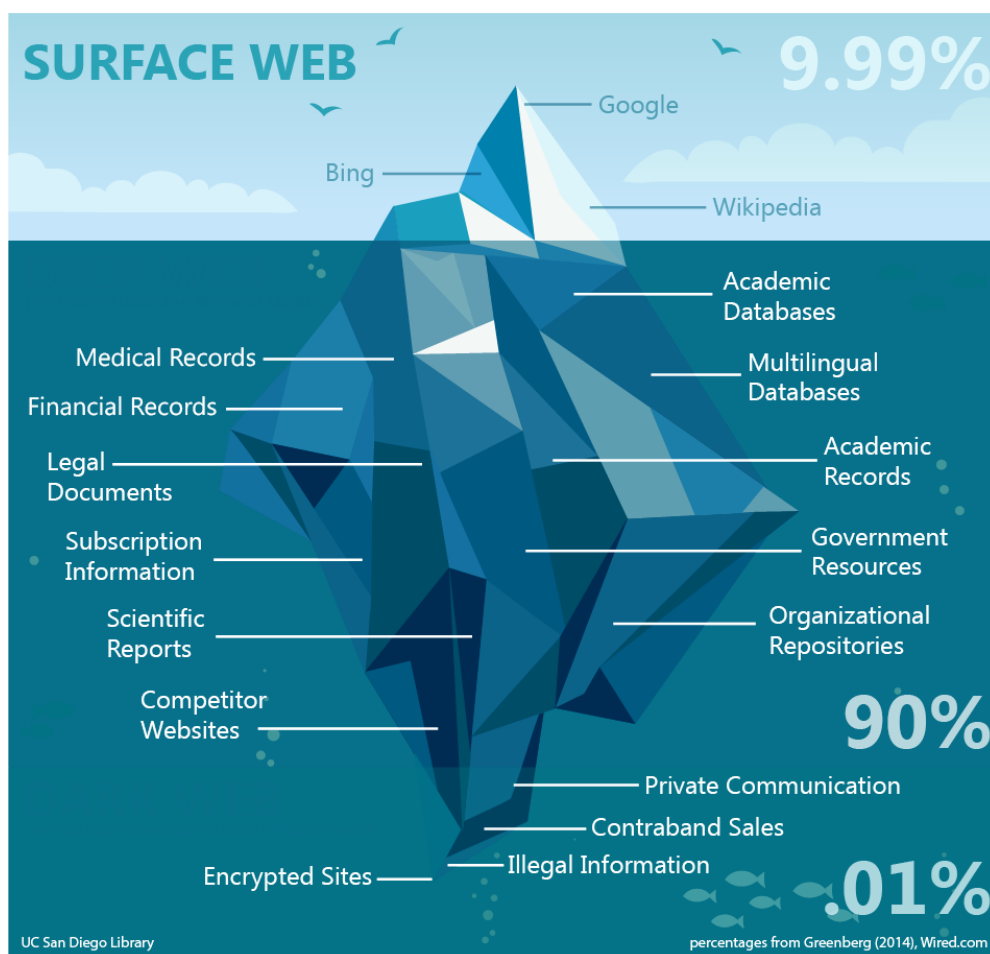 SURFACE WEB
9.99%
Google
Bing
Wikipedia
Academic
Databases
Medical Records
Multilingual
Databases
Financial Records
Academic
Records
Legal
Documents
Subscription
Information
Government
Resources
Scientific
Reports
Organizational
Repositories
Competitor
Websites
90%
Private Communication
Contraband Sales
Illegal Information
Encrypted Sites
.01%
UC San Diego Library
percentages from Greenberg (2014), Wired.com